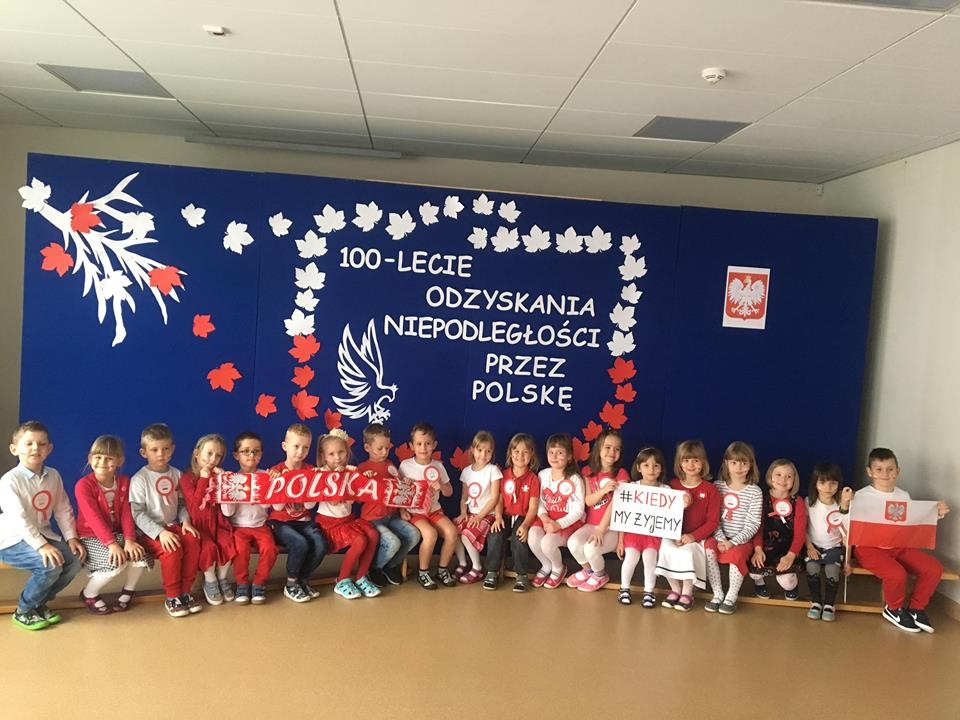 100-LECIE
ODZYSKANIA
NIEPODLEGŁOŚCI
PRZEZ
POLSKĘ
POLSKA
#KIEDY
MY ŻYJEMY